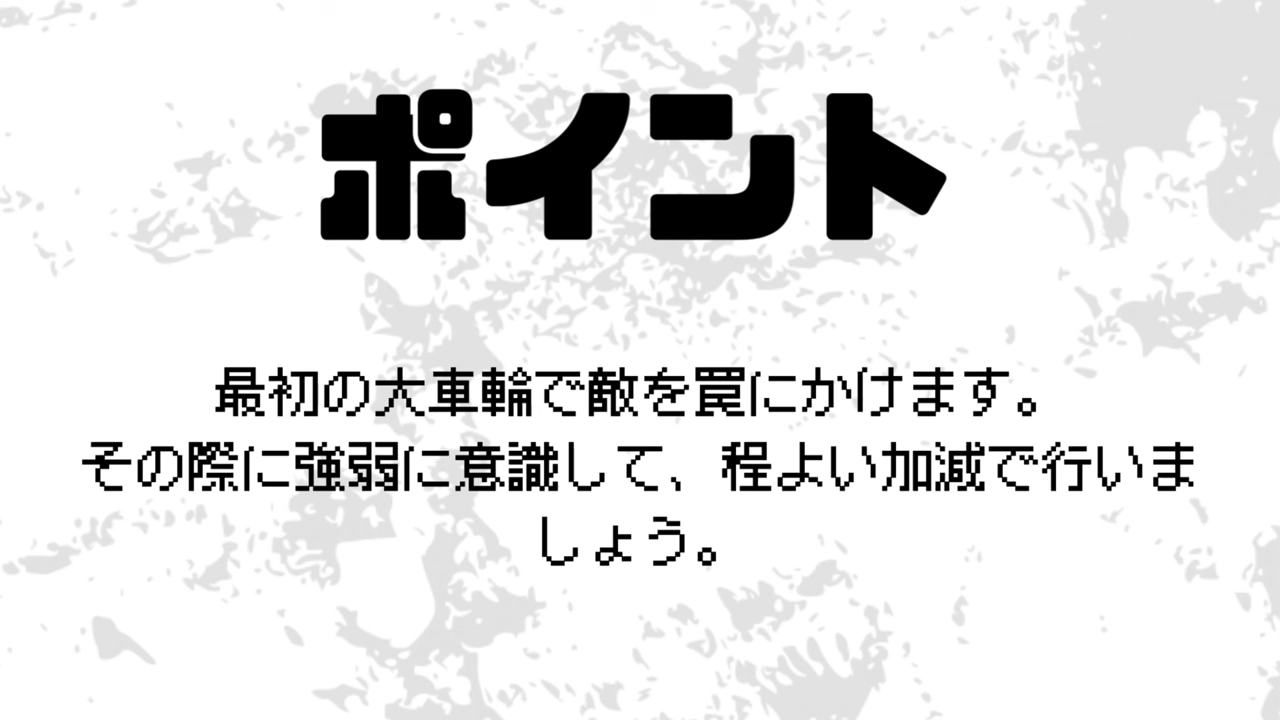 ポイント
最初の大車輪で敵を罠にかけます。
その際に強弱に意識して、程よい加減で行いま
しょう。